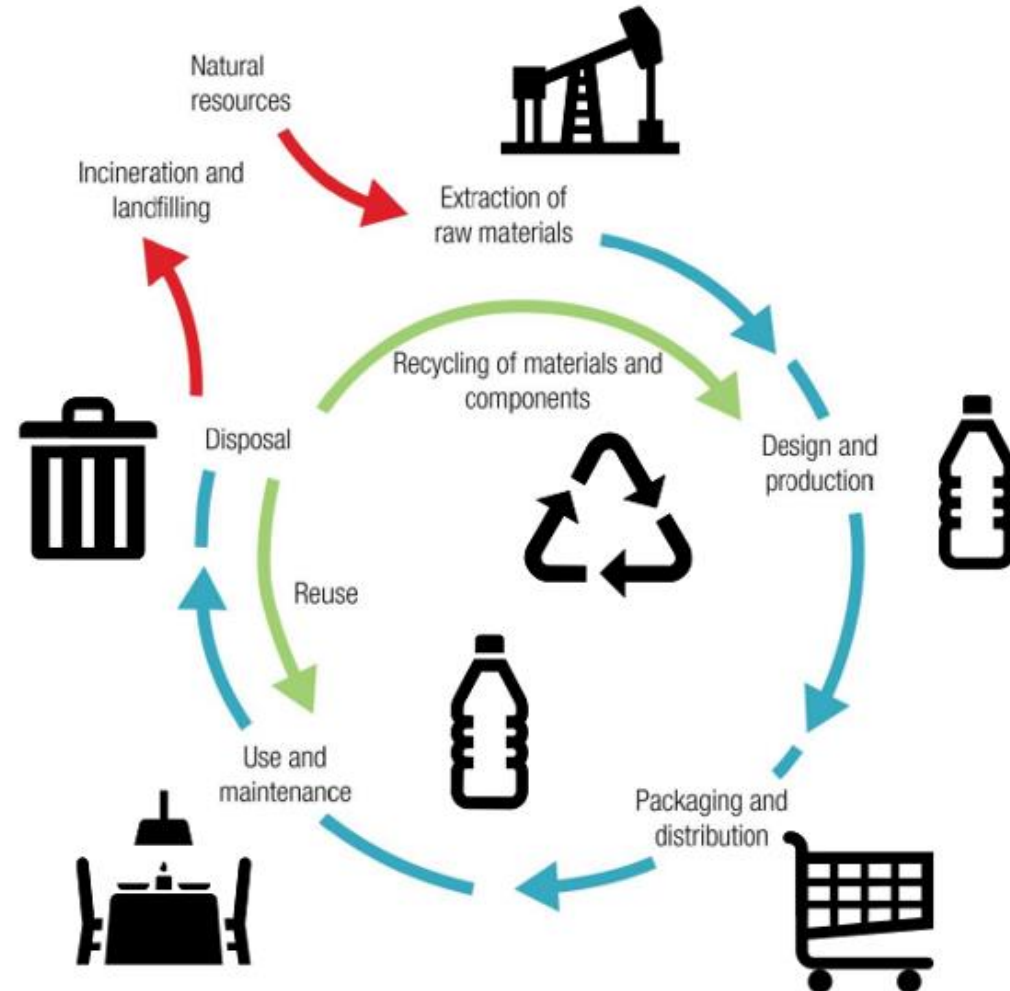 Natural
resources
Incineration and
landfilling
Extraction of
raw materials
Recycling of materials and
components
Disposal
Design and
production
Reuse
Use and
maintenance
Packaging and
distribution